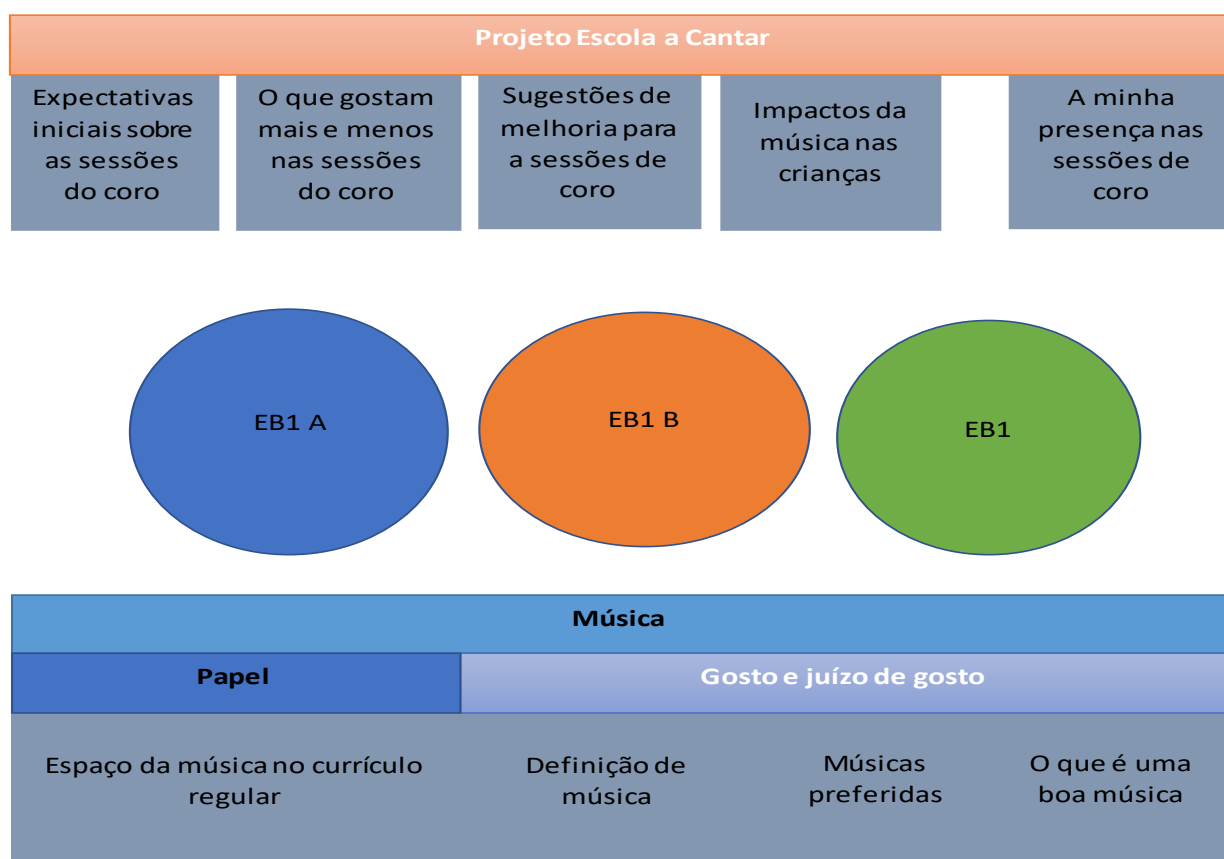 Projeto Escola a Cantar
Expectativas
iniciais sobre
as sessões
do coro
O que gostam
mais e menos
nas sessões
do coro
Sugestões de
melhoria para
a sessões de
coro
Impactos da
música nas
crianças
A minha
presença nas
sessões de
coro
EB1 A
EB1 B
EB1
Música
Papel
Gosto e juízo de gosto
Espaço da música no currículo
regular
Definição de
música
Músicas
preferidas
O que é uma
boa música